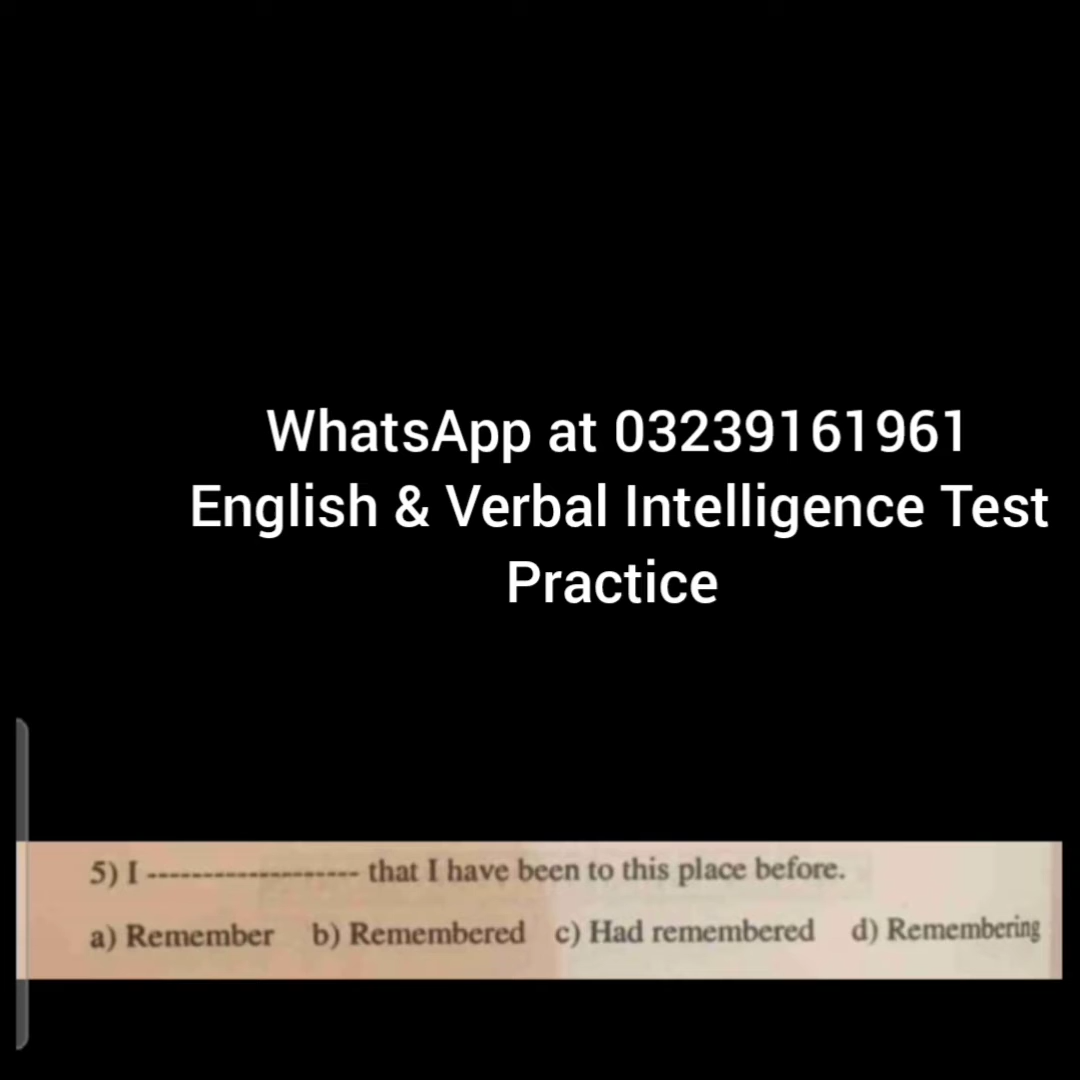 WhatsApp at 03239161961
English & Verbal Intelligence Test
Practice
5) I ------------------- that I have been to this place before.
a) Remember b) Remembered c) Had remembered d) Remembering